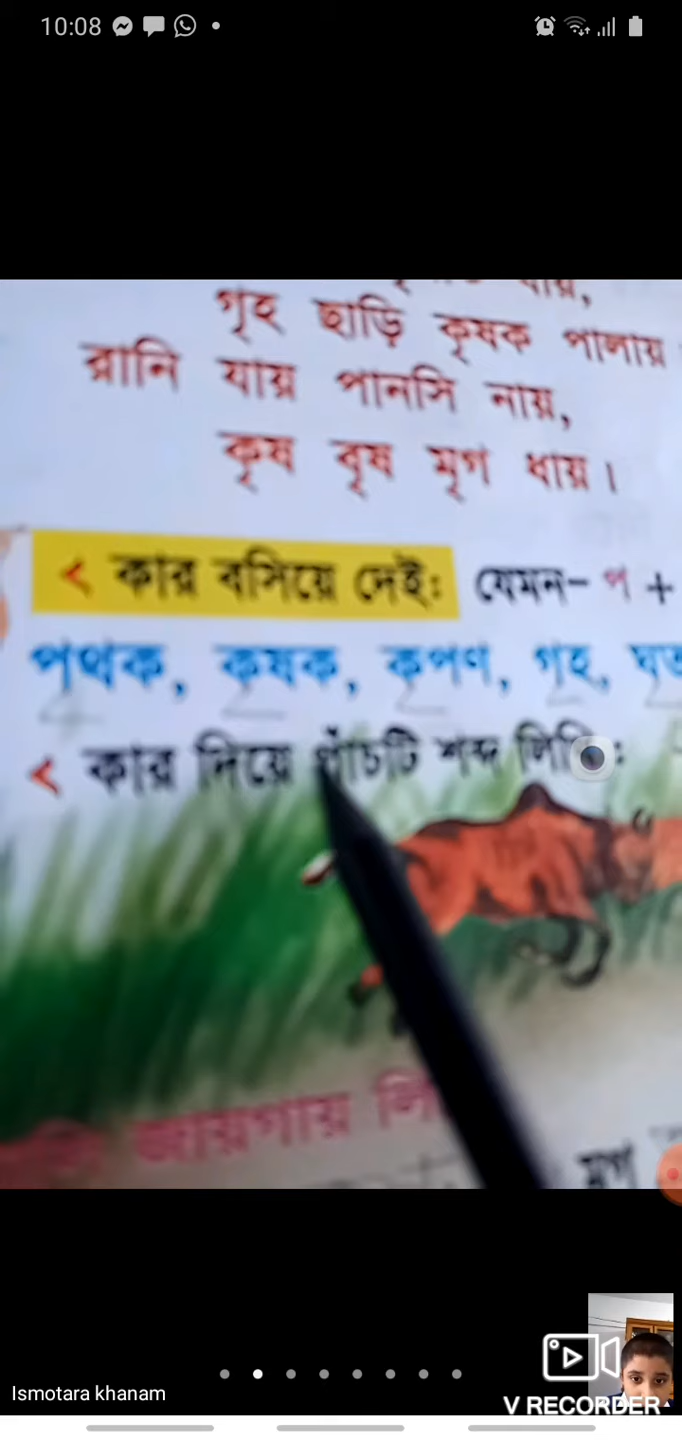 10:08
যায়,
গৃহ ছাড়ি কৃষক পালায়
রানি যায় পানসি নায়,
কৃষ বৃষ মৃগ ধায়।
ৃ কার বসিয়ে দেই: যেমন- প +
পৃথক, কৃষক, কৃপণ, গৃহ, ঘৃত
ৃ কার দিয়ে পাঁচটি শব্দ লিখি:
জায়গায়
মৃগ
Ismotara khanam
V RECORDER